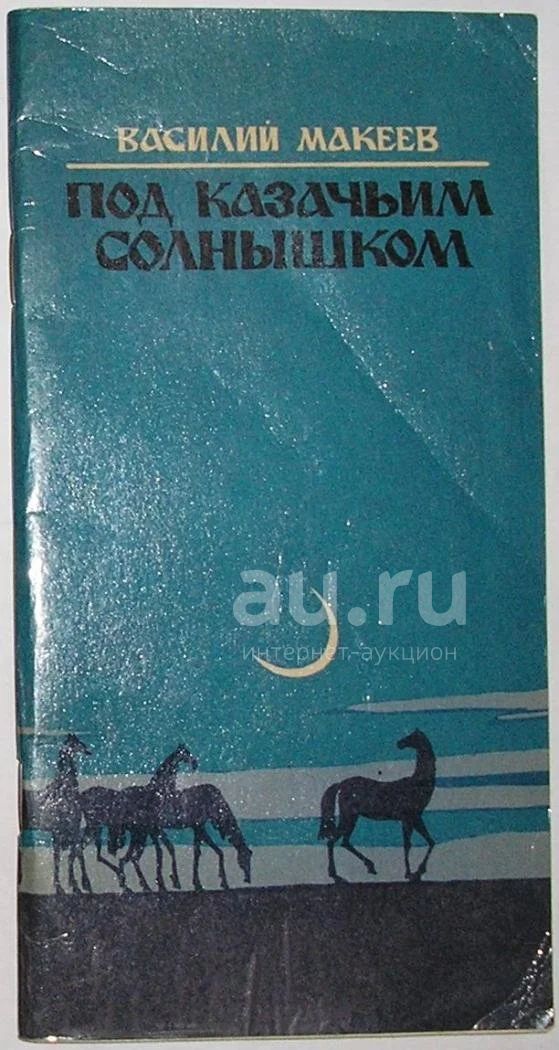 ВАСИЛИЙ МАКЕЕВ
ПОД КАЗАЧЬИМ
СОЛНЫШКОМ
au.ru
интернет-аукцион